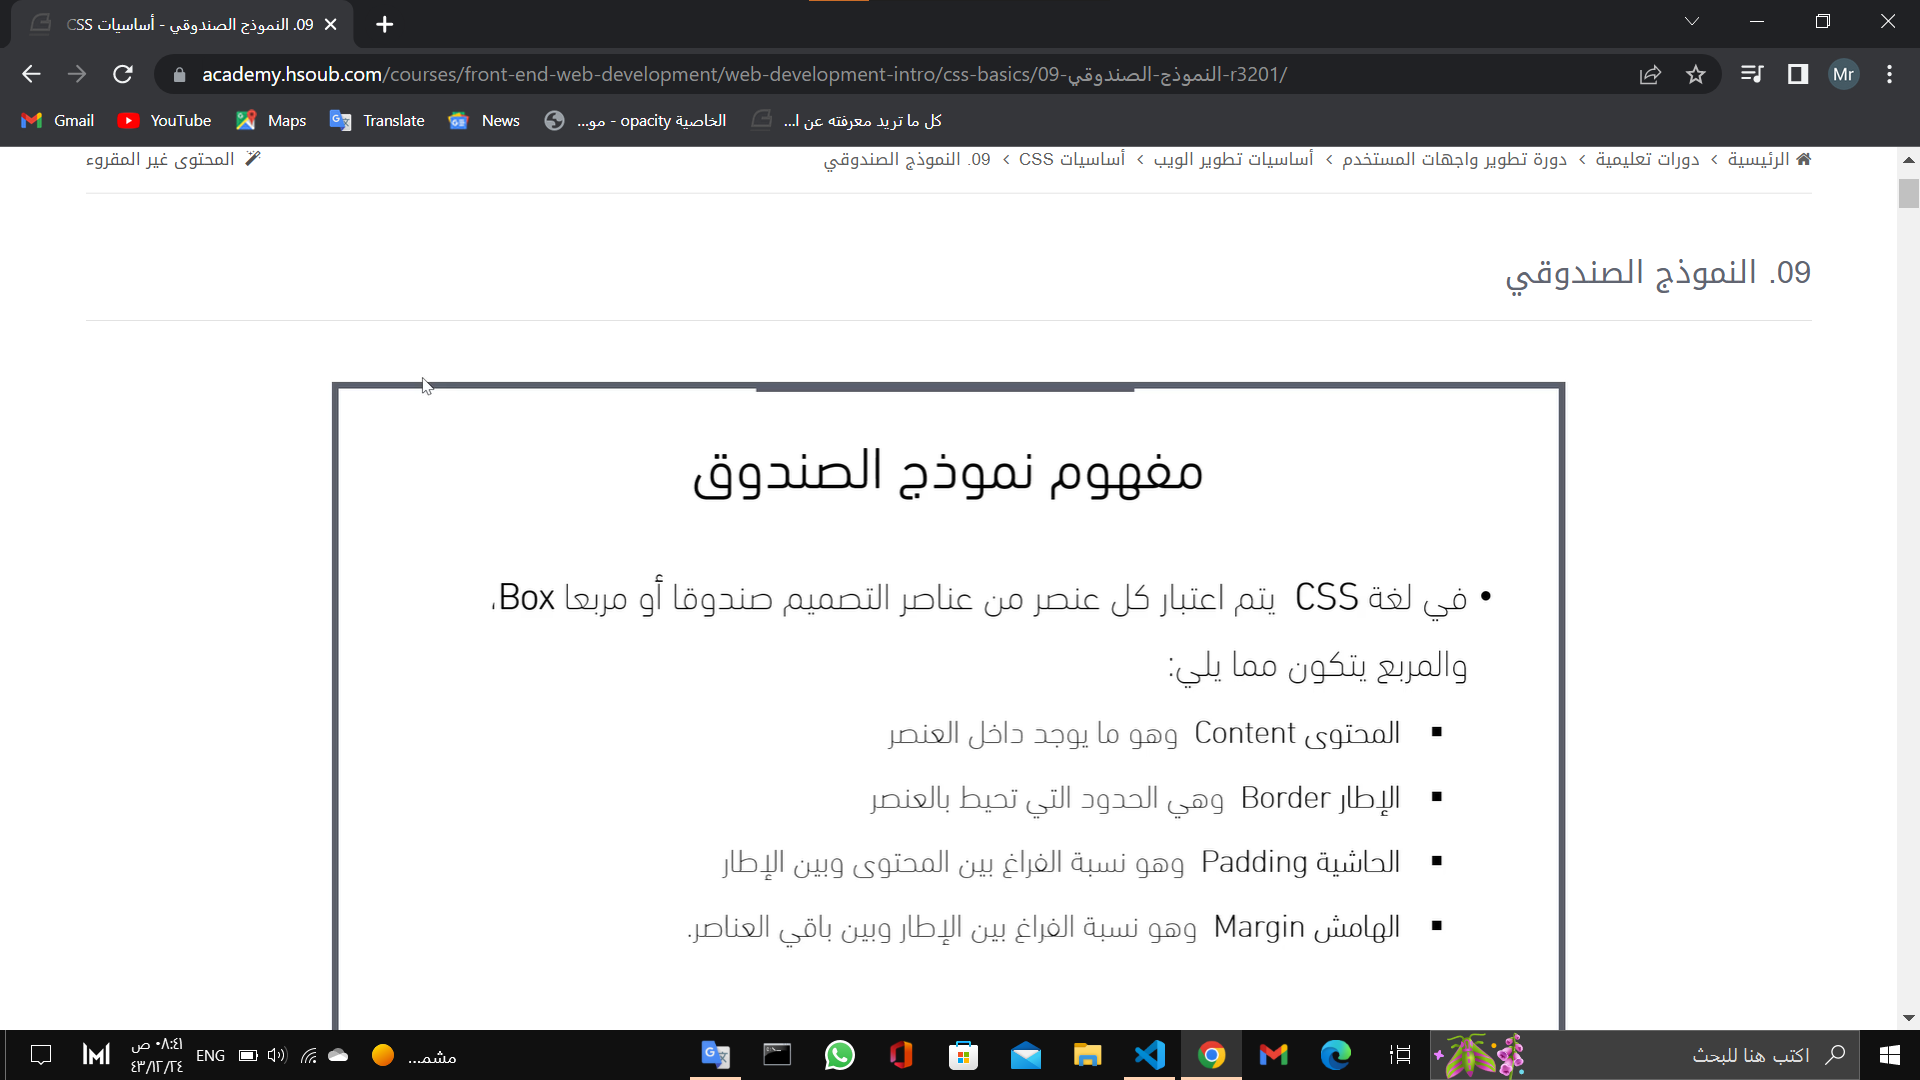 09. النموذج الصندوقي - أساسيات CSS
academy.hsoub.com/courses/front-end-web-development/web-development-intro/css-basics/09-النموذج-الصندوقي-r3201/
Mr
Gmail
YouTube
Maps
Translate
News
الخاصية opacity - مو...
كل ما تريد معرفته عن ا...
الرئيسية › دورات تعليمية › دورة تطوير واجهات المستخدم › أساسيات تطوير الويب › أساسيات CSS › 09. النموذج الصندوقي
المحتوى غير المقروء
09. النموذج الصندوقي
مفهوم نموذج الصندوق
• في لغة CSS يتم اعتبار كل عنصر من عناصر التصميم صندوقا أو مربعا Box،
والمربع يتكون مما يلي:
▪ المحتوى Content وهو ما يوجد داخل العنصر
▪ الإطار Border وهي الحدود التي تحيط بالعنصر
▪ الحاشية Padding وهو نسبة الفراغ بين المحتوى وبين الإطار
▪ الهامش Margin وهو نسبة الفراغ بين الإطار وبين باقي العناصر.
اكتب هنا للبحث
مشمـ...
ENG
٠٨:٤١ ص
٤٣/١٢/٢٤